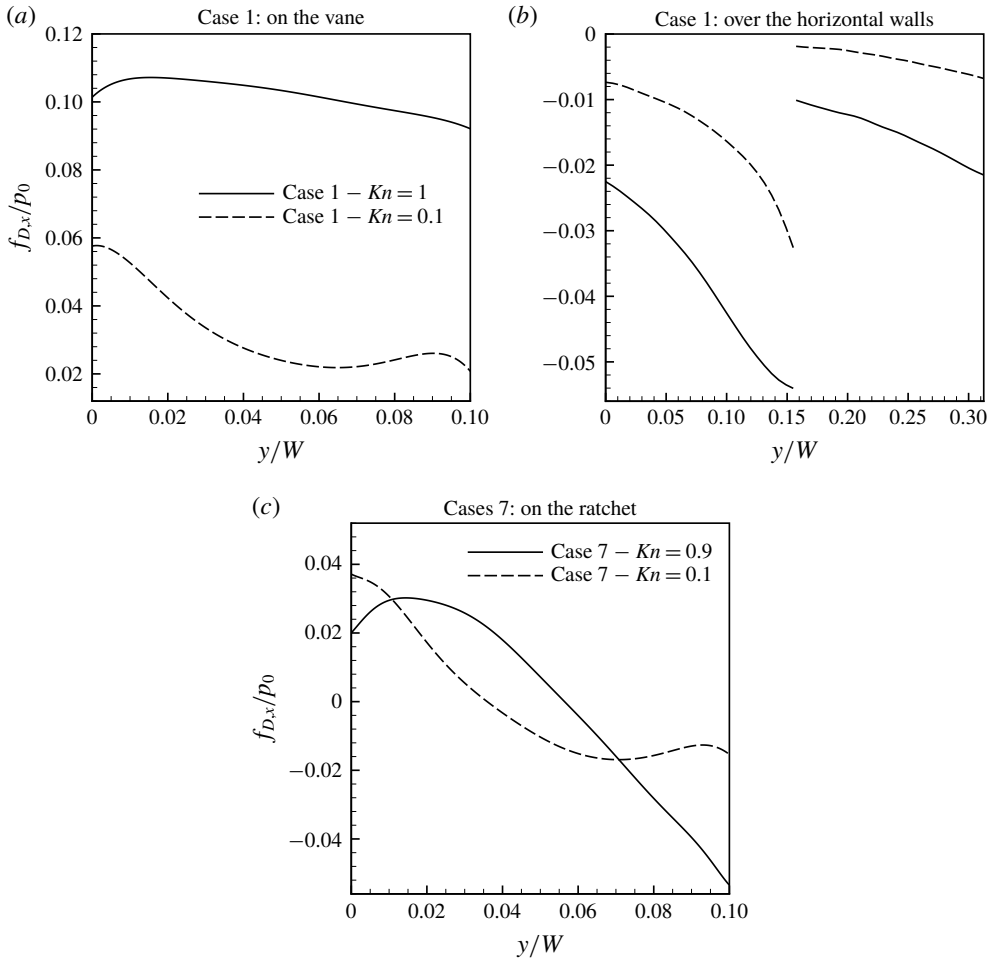 (a)
Case 1: on the vane
0.12
0.10
0.08
0.06
0.04
0.02
f_{D,x}/p_0
Case 1 – Kn = 1
Case 1 – Kn = 0.1
0
0.02
0.04
0.06
0.08
0.10
y/W
(b)
Case 1: over the horizontal walls
0
−0.01
−0.02
−0.03
−0.04
−0.05
0
0.05
0.10
0.15
0.20
0.25
0.30
y/W
(c)
Cases 7: on the ratchet
0.04
0.02
0
−0.02
−0.04
f_{D,x}/p_0
Case 7 – Kn = 0.9
Case 7 – Kn = 0.1
0
0.02
0.04
0.06
0.08
0.10
y/W